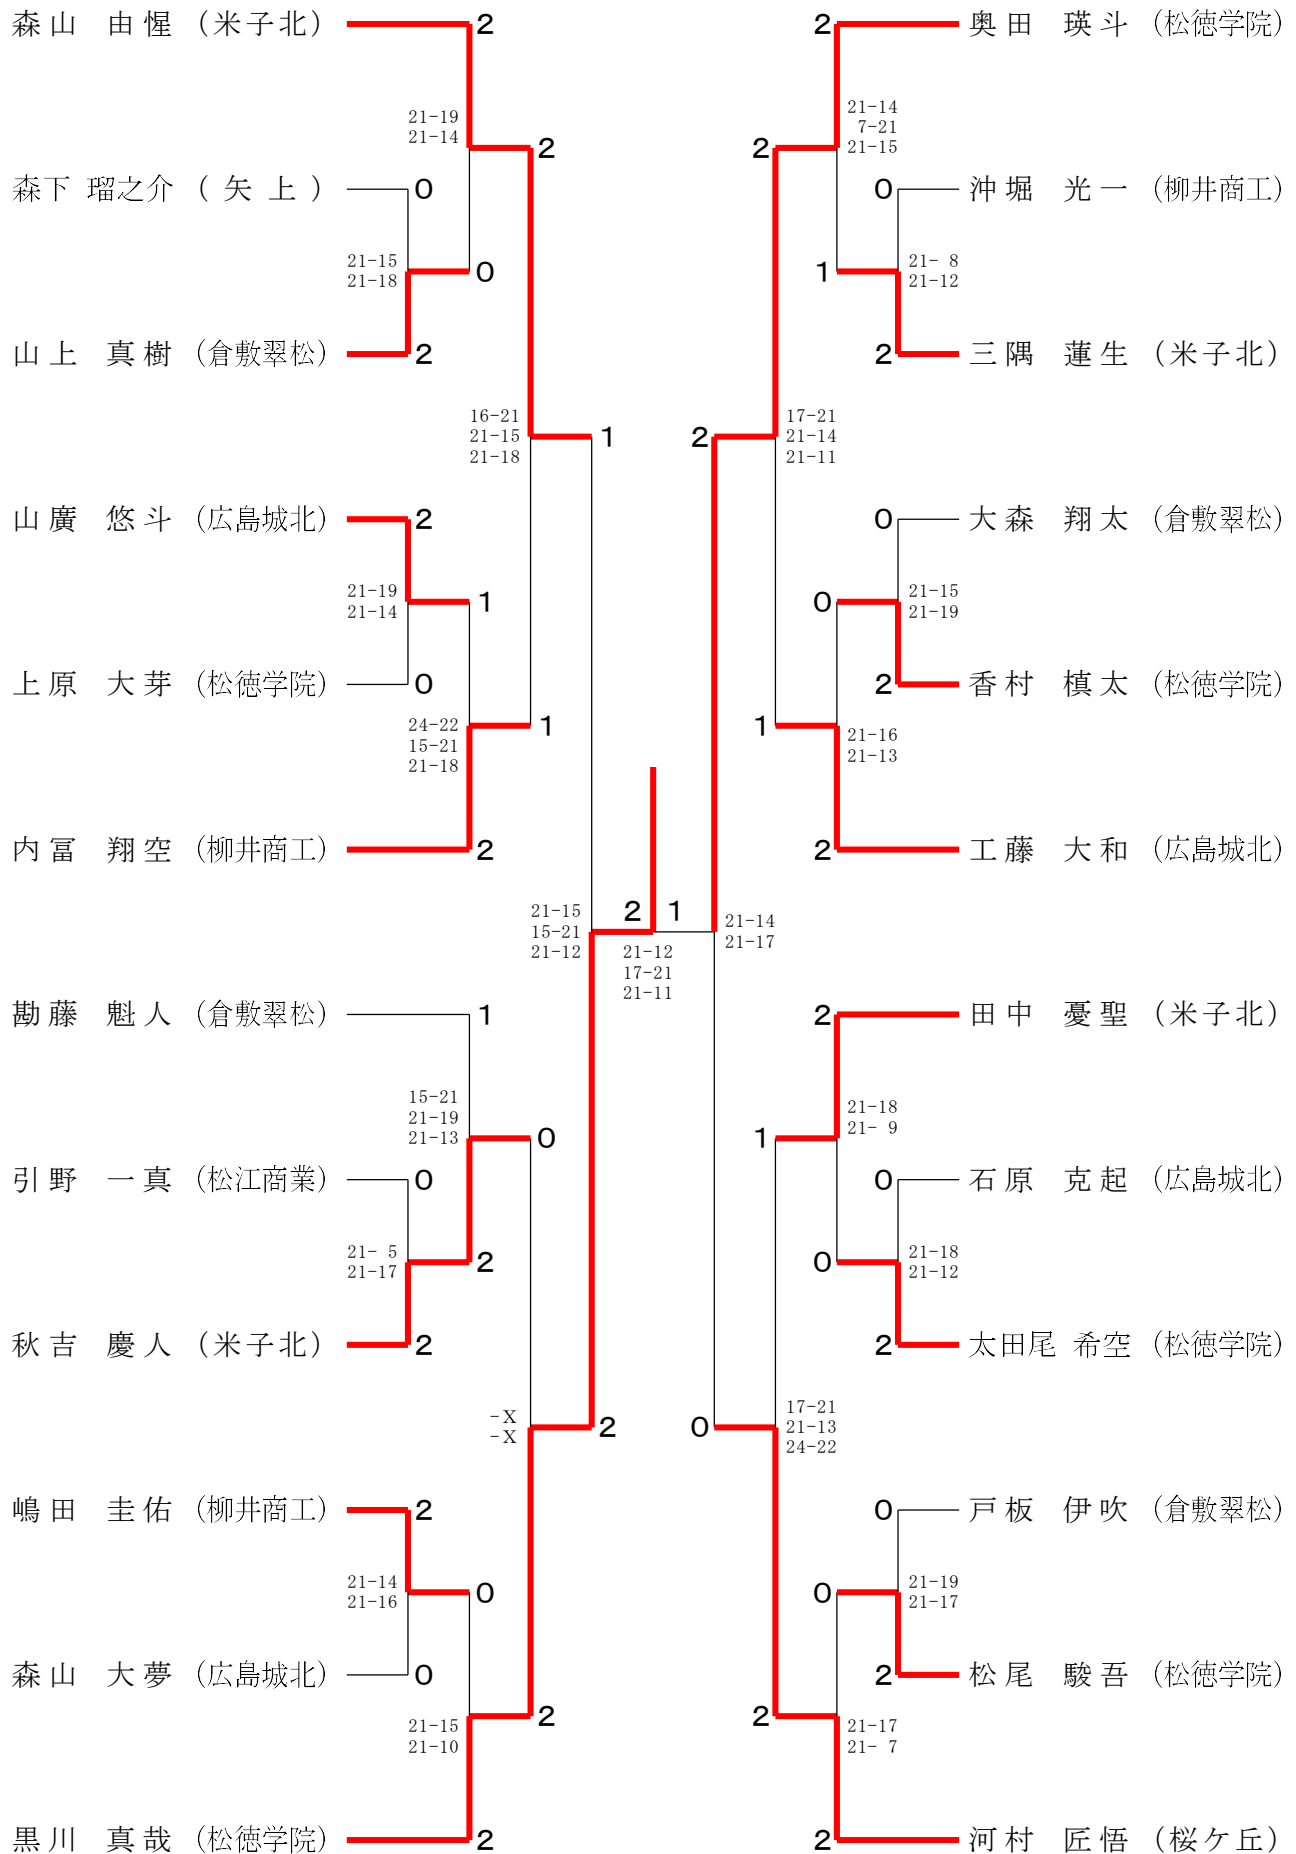 森山 由惺 (米子北) 2
21-19
21-14
2
森下 瑠之介 (矢上) 0
21-15
21-18
0
山上 真樹 (倉敷翠松) 2
16-21
21-15
21-18
1
山廣 悠斗 (広島城北) 2
21-19
21-14
1
上原 大芽 (松徳学院) 0
24-22
15-21
21-18
1
内冨 翔空 (柳井商工) 2
21-15
15-21
21-12
勘藤 魁人 (倉敷翠松) 1
15-21
21-19
21-13
0
引野 一真 (松江商業) 0
21- 5
21-17
2
秋吉 慶人 (米子北) 2
-X
-X
2
嶋田 圭佑 (柳井商工) 2
21-14
21-16
0
森山 大夢 (広島城北) 0
21-15
21-10
2
黒川 真哉 (松徳学院) 2
2 1
21-12
17-21
21-11
2 奥田 瑛斗 (松徳学院)
21-14
7-21
21-15
2
0 沖堀 光一 (柳井商工)
21- 8
21-12
1
2 三隅 蓮生 (米子北)
17-21
21-14
21-11
2
0 大森 翔太 (倉敷翠松)
21-15
21-19
0
2 香村 槙太 (松徳学院)
21-16
21-13
1
2 工藤 大和 (広島城北)
21-14
21-17
2 田中 憂聖 (米子北)
21-18
21- 9
1
0 石原 克起 (広島城北)
21-18
21-12
0
2 太田尾 希空 (松徳学院)
17-21
21-13
24-22
0
0 戸板 伊吹 (倉敷翠松)
21-19
21-17
0
2 松尾 駿吾 (松徳学院)
21-17
21- 7
2
2 河村 匠悟 (桜ケ丘)